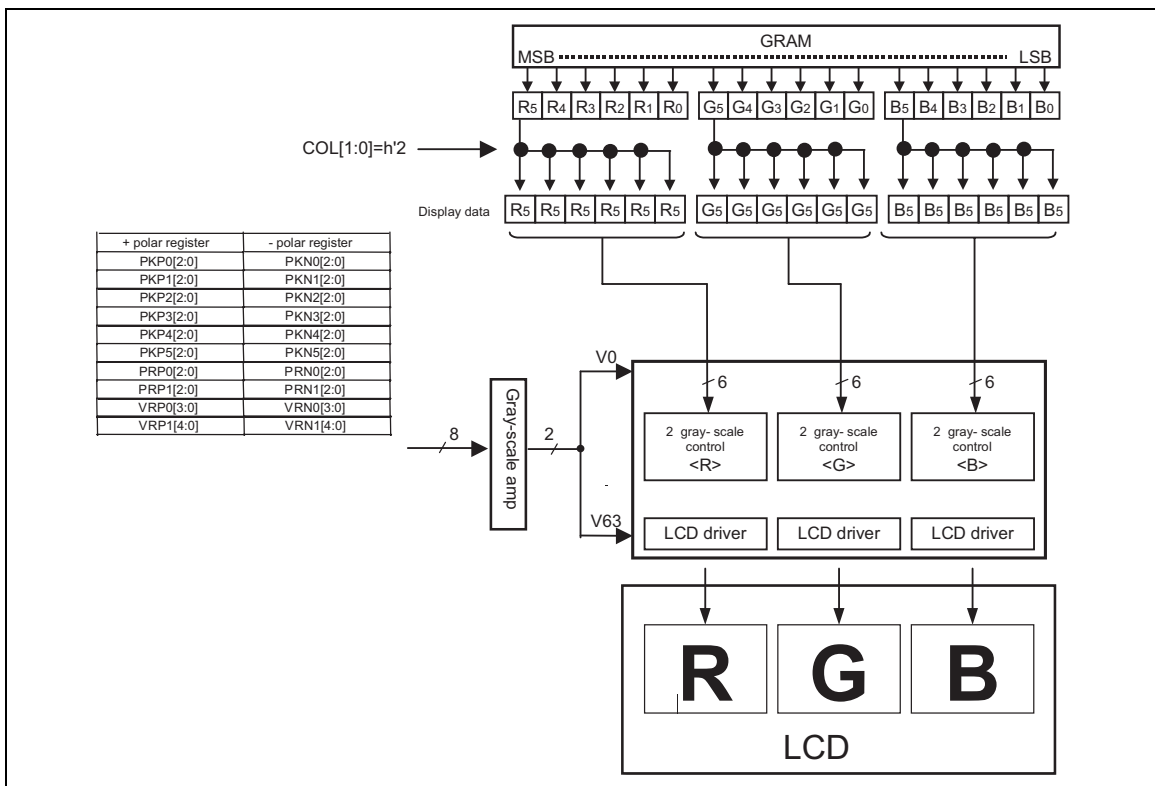 GRAM
MSB LSB
R5 R4 R3 R2 R1 R0 G5 G4 G3 G2 G1 G0 B5 B4 B3 B2 B1 B0
COL[1:0]=h'2
Display data R5 R5 R5 R5 R5 R5 G5 G5 G5 G5 G5 G5 B5 B5 B5 B5 B5 B5
+ polar register - polar register
PKP0[2:0] PKN0[2:0]
PKP1[2:0] PKN1[2:0]
PKP2[2:0] PKN2[2:0]
PKP3[2:0] PKN3[2:0]
PKP4[2:0] PKN4[2:0]
PKP5[2:0] PKN5[2:0]
PRP0[2:0] PRN0[2:0]
PRP1[2:0] PRN1[2:0]
VRP0[3:0] VRN0[3:0]
VRP1[4:0] VRN1[4:0]
8
Gray-scale amp
2
V0
V63
6 6 6
2 gray- scale
control
<R>
2 gray- scale
control
<G>
2 gray- scale
control
<B>
LCD driver LCD driver LCD driver
R G B
LCD